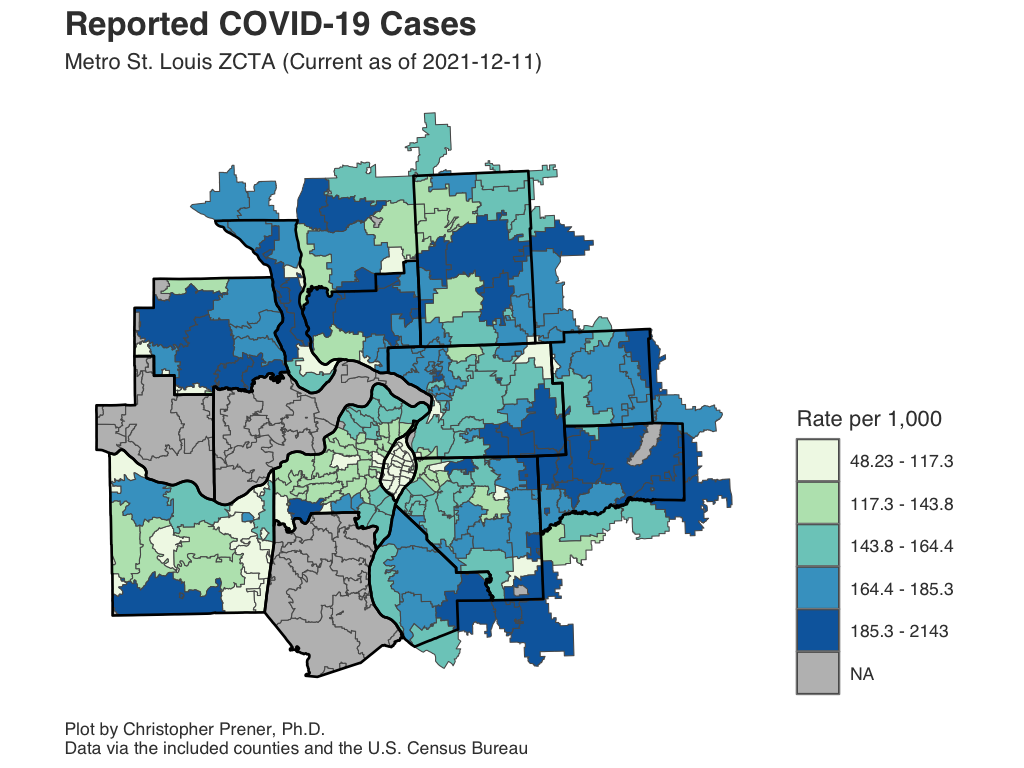 Reported COVID-19 Cases
Metro St. Louis ZCTA (Current as of 2021-12-11)
Rate per 1,000
48.23 - 117.3
117.3 - 143.8
143.8 - 164.4
164.4 - 185.3
185.3 - 2143
NA
Plot by Christopher Prener, Ph.D.
Data via the included counties and the U.S. Census Bureau